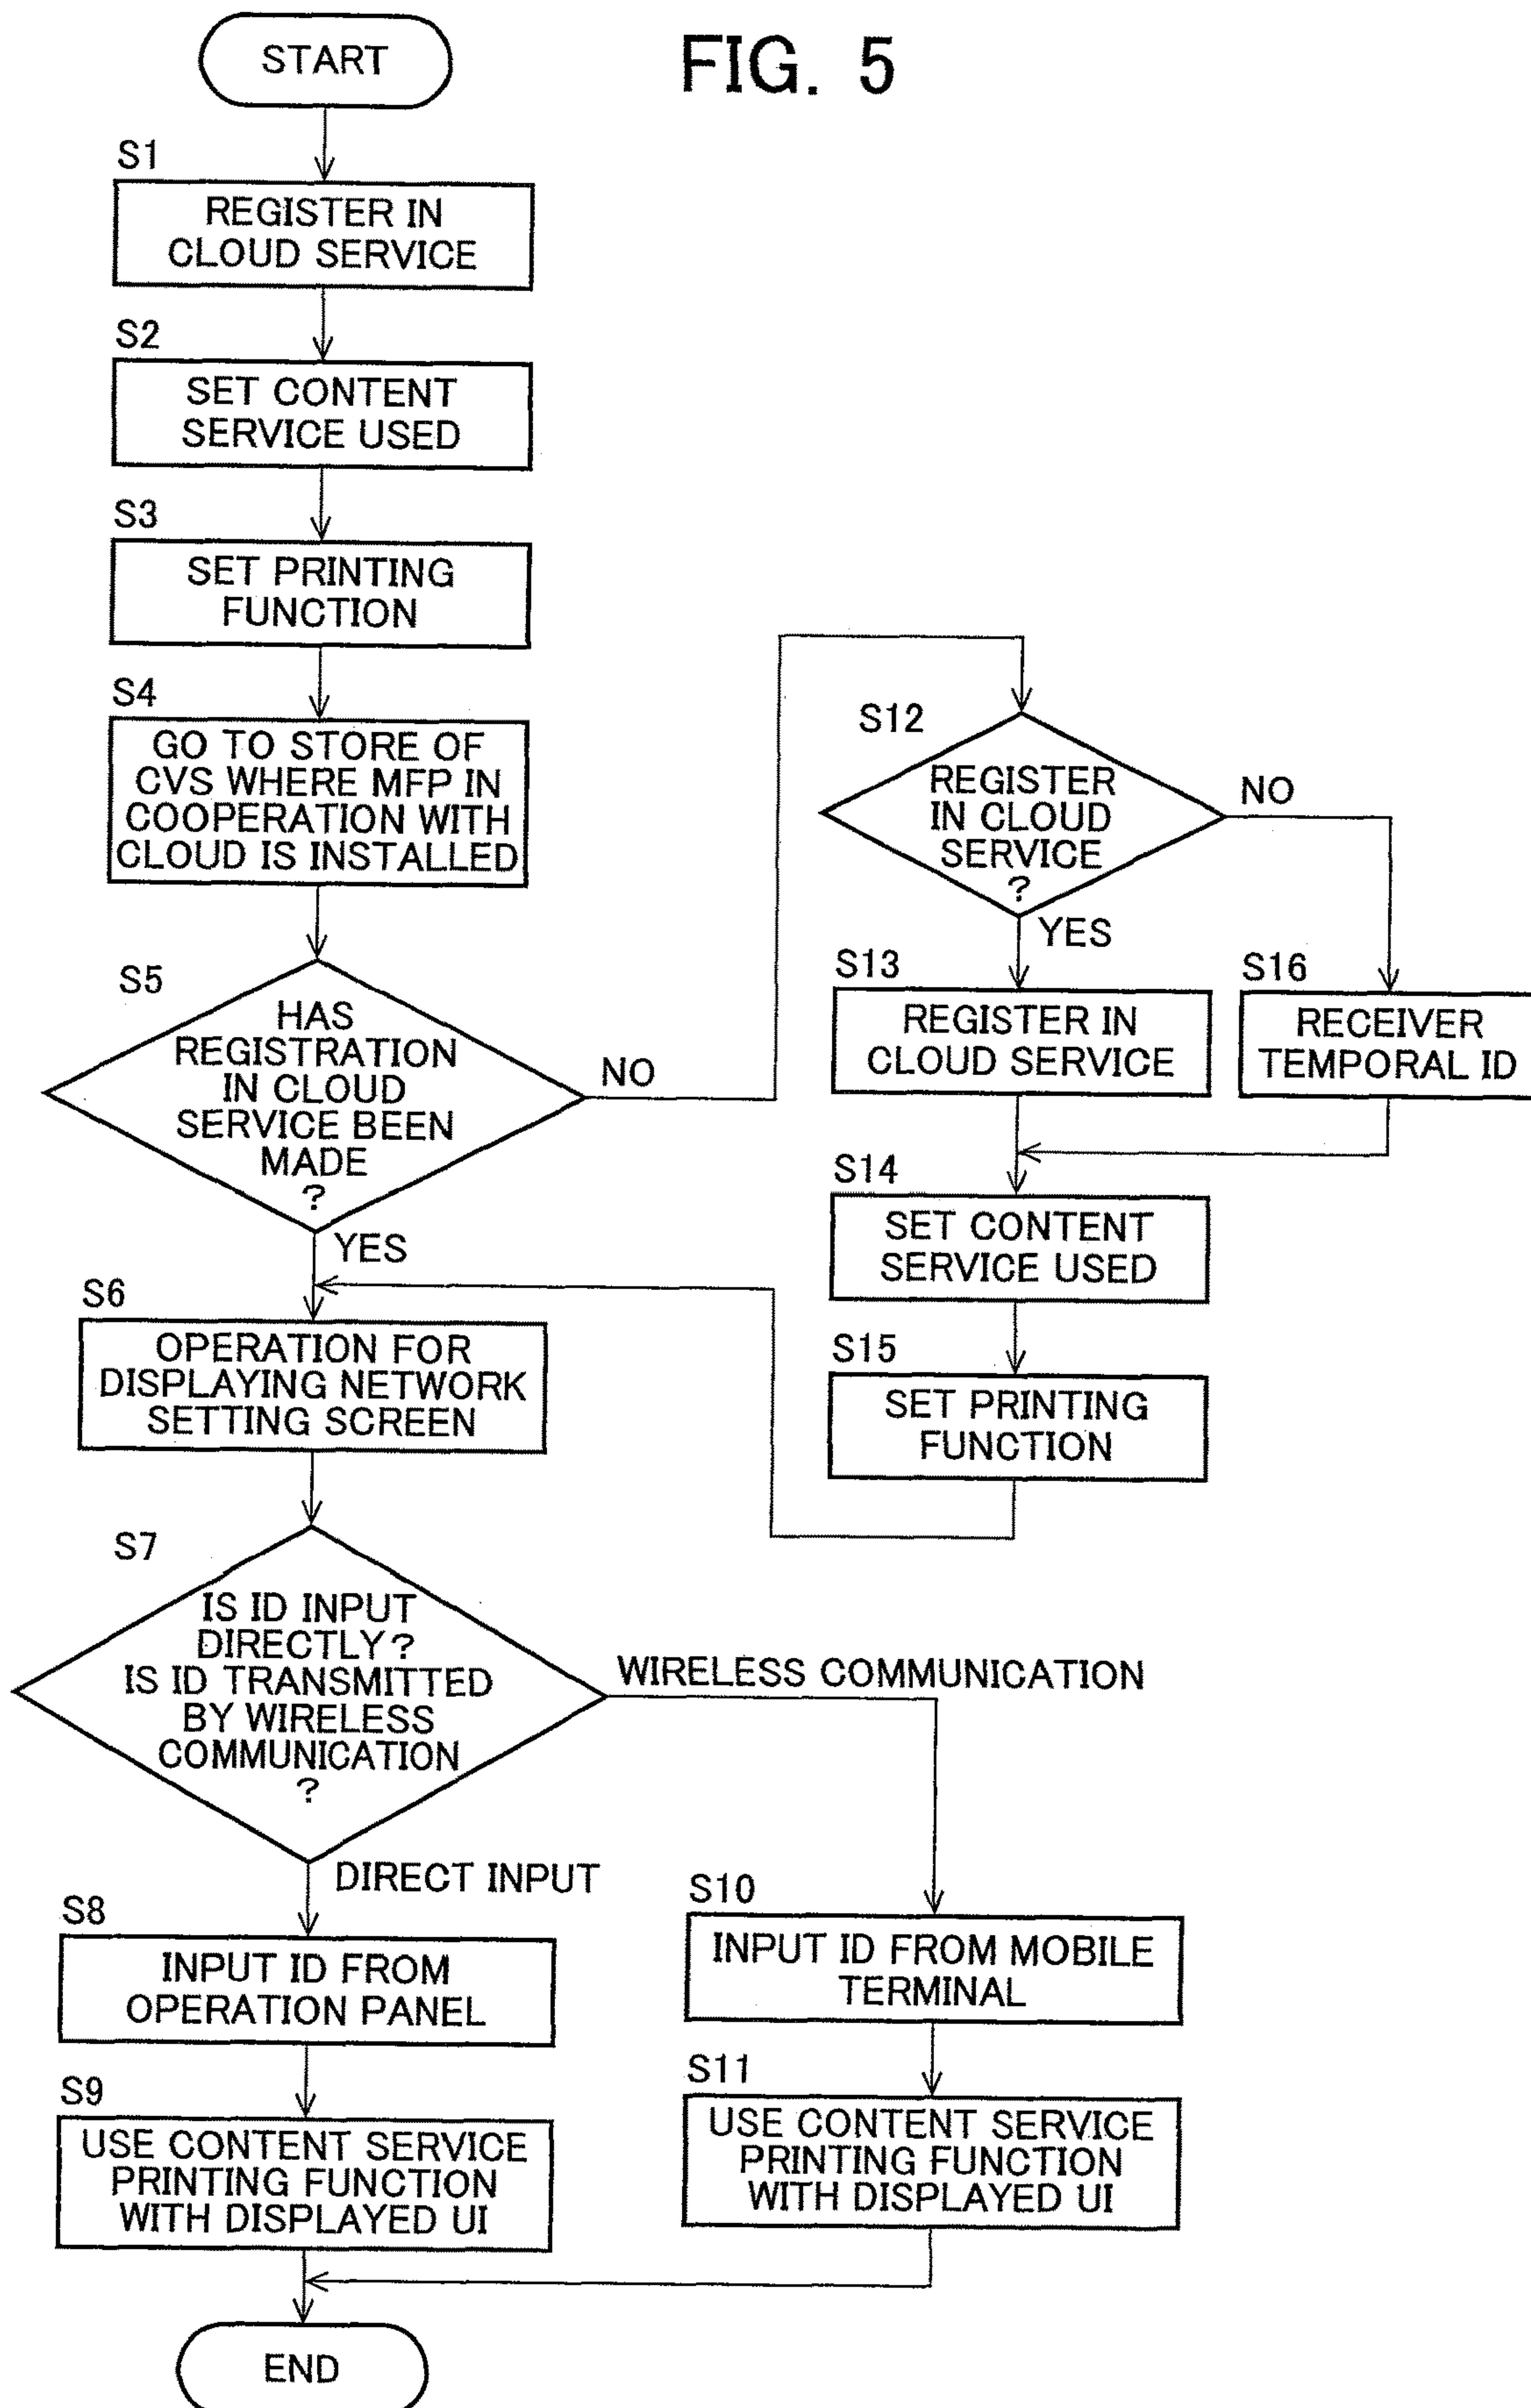 FIG. 5
START
S1
REGISTER IN
CLOUD SERVICE
S2
SET CONTENT
SERVICE USED
S3
SET PRINTING
FUNCTION
S4
GO TO STORE OF
CVS WHERE MFP IN
COOPERATION WITH
CLOUD IS INSTALLED
S5
HAS
REGISTRATION
IN CLOUD
SERVICE BEEN
MADE
?
NO
YES
S6
OPERATION FOR
DISPLAYING NETWORK
SETTING SCREEN
S7
IS ID INPUT
DIRECTLY?
IS ID TRANSMITTED
BY WIRELESS
COMMUNICATION
?
WIRELESS COMMUNICATION
DIRECT INPUT
S8
INPUT ID FROM
OPERATION PANEL
S9
USE CONTENT SERVICE
PRINTING FUNCTION
WITH DISPLAYED UI
S10
INPUT ID FROM MOBILE
TERMINAL
S11
USE CONTENT SERVICE
PRINTING FUNCTION
WITH DISPLAYED UI
S12
REGISTER
IN CLOUD
SERVICE
?
NO
YES
S13
REGISTER IN
CLOUD SERVICE
S16
RECEIVER
TEMPORAL ID
S14
SET CONTENT
SERVICE USED
S15
SET PRINTING
FUNCTION
END